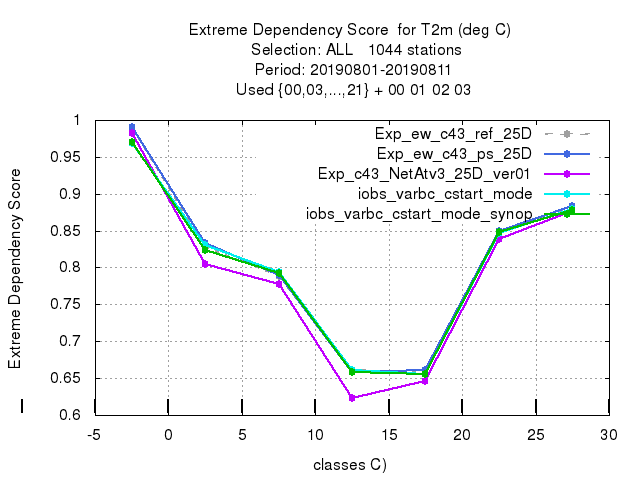 Extreme Dependency Score  for T2m (deg C)
Selection: ALL   1044 stations
Period: 20190801-20190811
Used {00,03,...,21} + 00 01 02 03
Exp_ew_c43_ref_25D
Exp_ew_c43_ps_25D
Exp_c43_NetAtv3_25D_ver01
iobs_varbc_cstart_mode
iobs_varbc_cstart_mode_synop
Extreme Dependency Score
1
0.95
0.9
0.85
0.8
0.75
0.7
0.65
0.6
-5 0 5 10 15 20 25 30
classes C)